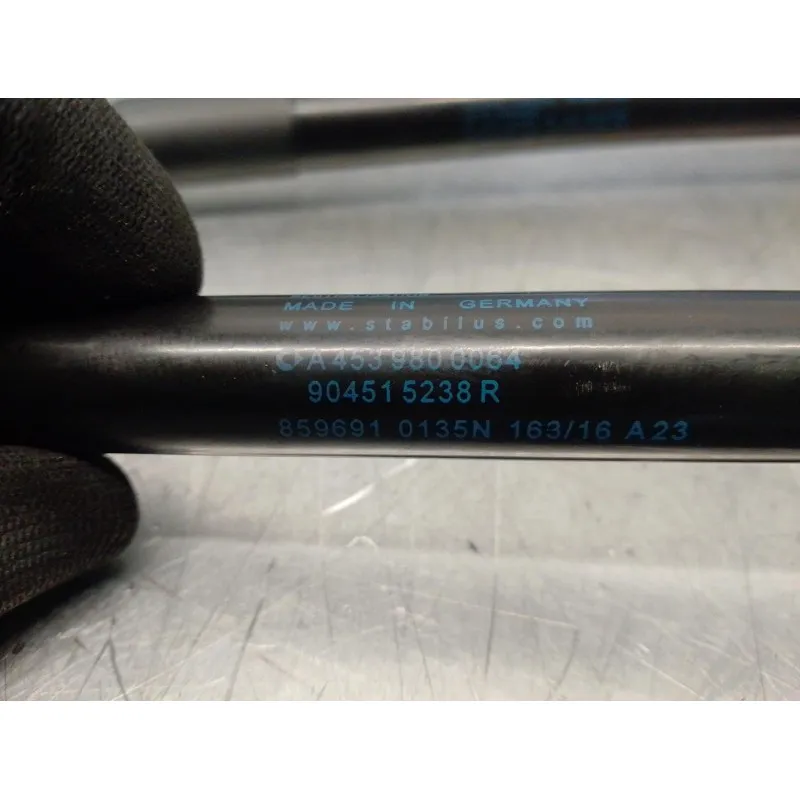 MADE IN GERMANY
www.stabilus.com
A 453 980 0064
90451 5238 R
859691 0135N 163/16 A23